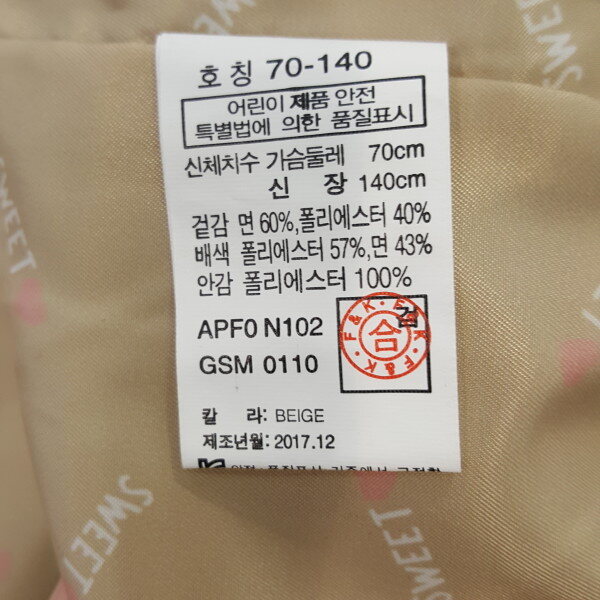 호칭 70-140
어린이 제품 안전
특별법에 의한 품질표시
신체치수 가슴둘레 70cm
신 장 140cm
겉감 면 60%,폴리에스터 40%
배색 폴리에스터 57%,면 43%
안감 폴리에스터 100%
APF0 N102
GSM 0110
검
F&K·F&K·F&K
合
칼 라: BEIGE
제조년월: 2017.12
SWEET
SWEET
SWEET
SWEET
SWEET